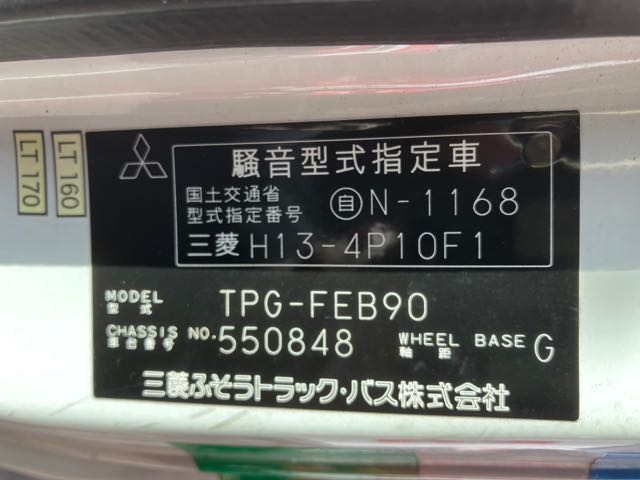 LT 170
LT 160
騒音型式指定車
国土交通省
型式指定番号 自 N-1168
三菱 H13-4P10F1
MODEL
型式 TPG-FEB90
CHASSIS NO.
車台番号 550848
WHEEL BASE
軸距 G
三菱ふそうトラック・バス株式会社